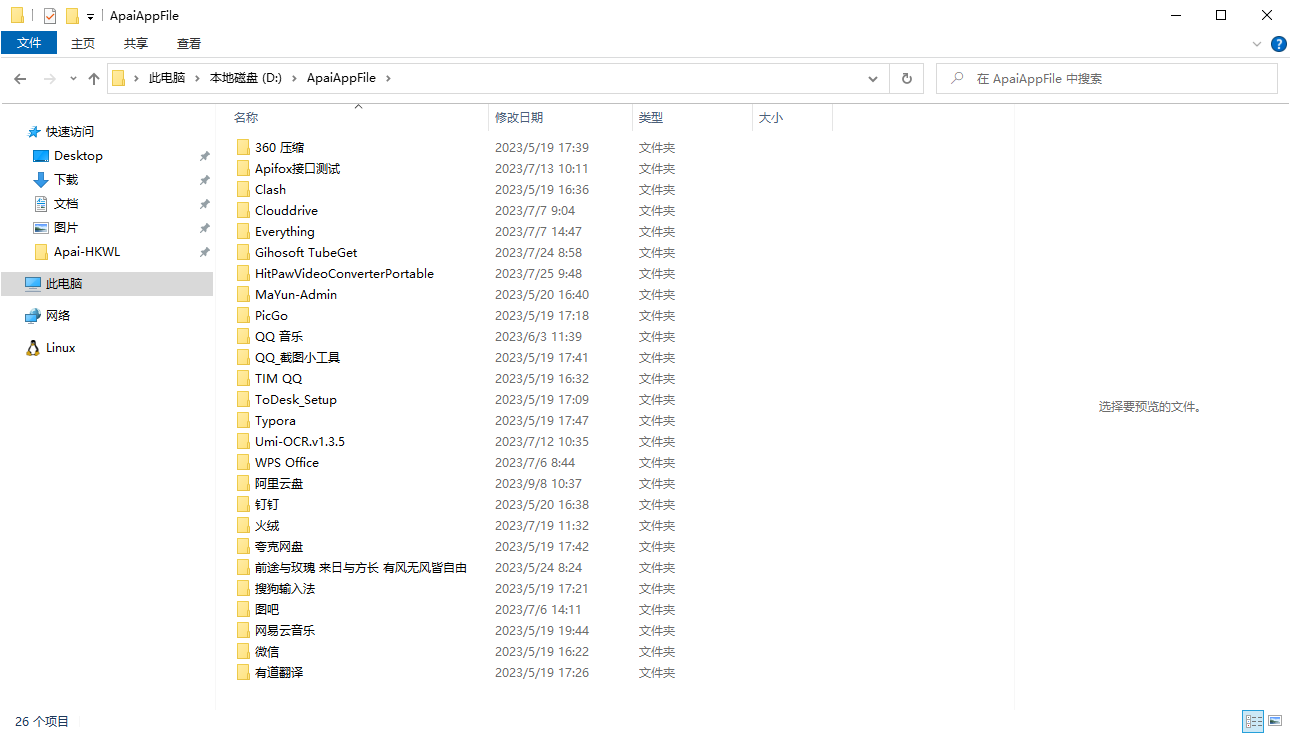 ApaiAppFile
文件 主页 共享 查看
此电脑 本地磁盘 (D:) ApaiAppFile 在 ApaiAppFile 中搜索
快速访问
Desktop
下载
文档
图片
Apai-HKWL
此电脑
网络
Linux
名称 修改日期 类型 大小
360 压缩 2023/5/19 17:39 文件夹
Apifox接口测试 2023/7/13 10:11 文件夹
Clash 2023/5/19 16:36 文件夹
Clouddrive 2023/7/7 9:04 文件夹
Everything 2023/7/7 14:47 文件夹
Gihosoft TubeGet 2023/7/24 8:58 文件夹
HitPawVideoConverterPortable 2023/7/25 9:48 文件夹
MaYun-Admin 2023/5/20 16:40 文件夹
PicGo 2023/5/19 17:18 文件夹
QQ 音乐 2023/6/3 11:39 文件夹
QQ_截图小工具 2023/5/19 17:41 文件夹
TIM QQ 2023/5/19 16:32 文件夹
ToDesk_Setup 2023/5/19 17:09 文件夹
Typora 2023/5/19 17:47 文件夹
Umi-OCR.v1.3.5 2023/7/12 10:35 文件夹
WPS Office 2023/7/6 8:44 文件夹
阿里云盘 2023/9/8 10:37 文件夹
钉钉 2023/5/20 16:38 文件夹
火绒 2023/7/19 11:32 文件夹
夸克网盘 2023/5/19 17:42 文件夹
前途与玫瑰 来日与方长 有风无风皆自由 2023/5/24 8:24 文件夹
搜狗输入法 2023/5/19 17:21 文件夹
图吧 2023/7/6 14:11 文件夹
网易云音乐 2023/5/19 19:44 文件夹
微信 2023/5/19 16:22 文件夹
有道翻译 2023/5/19 17:26 文件夹
选择要预览的文件。
26 个项目